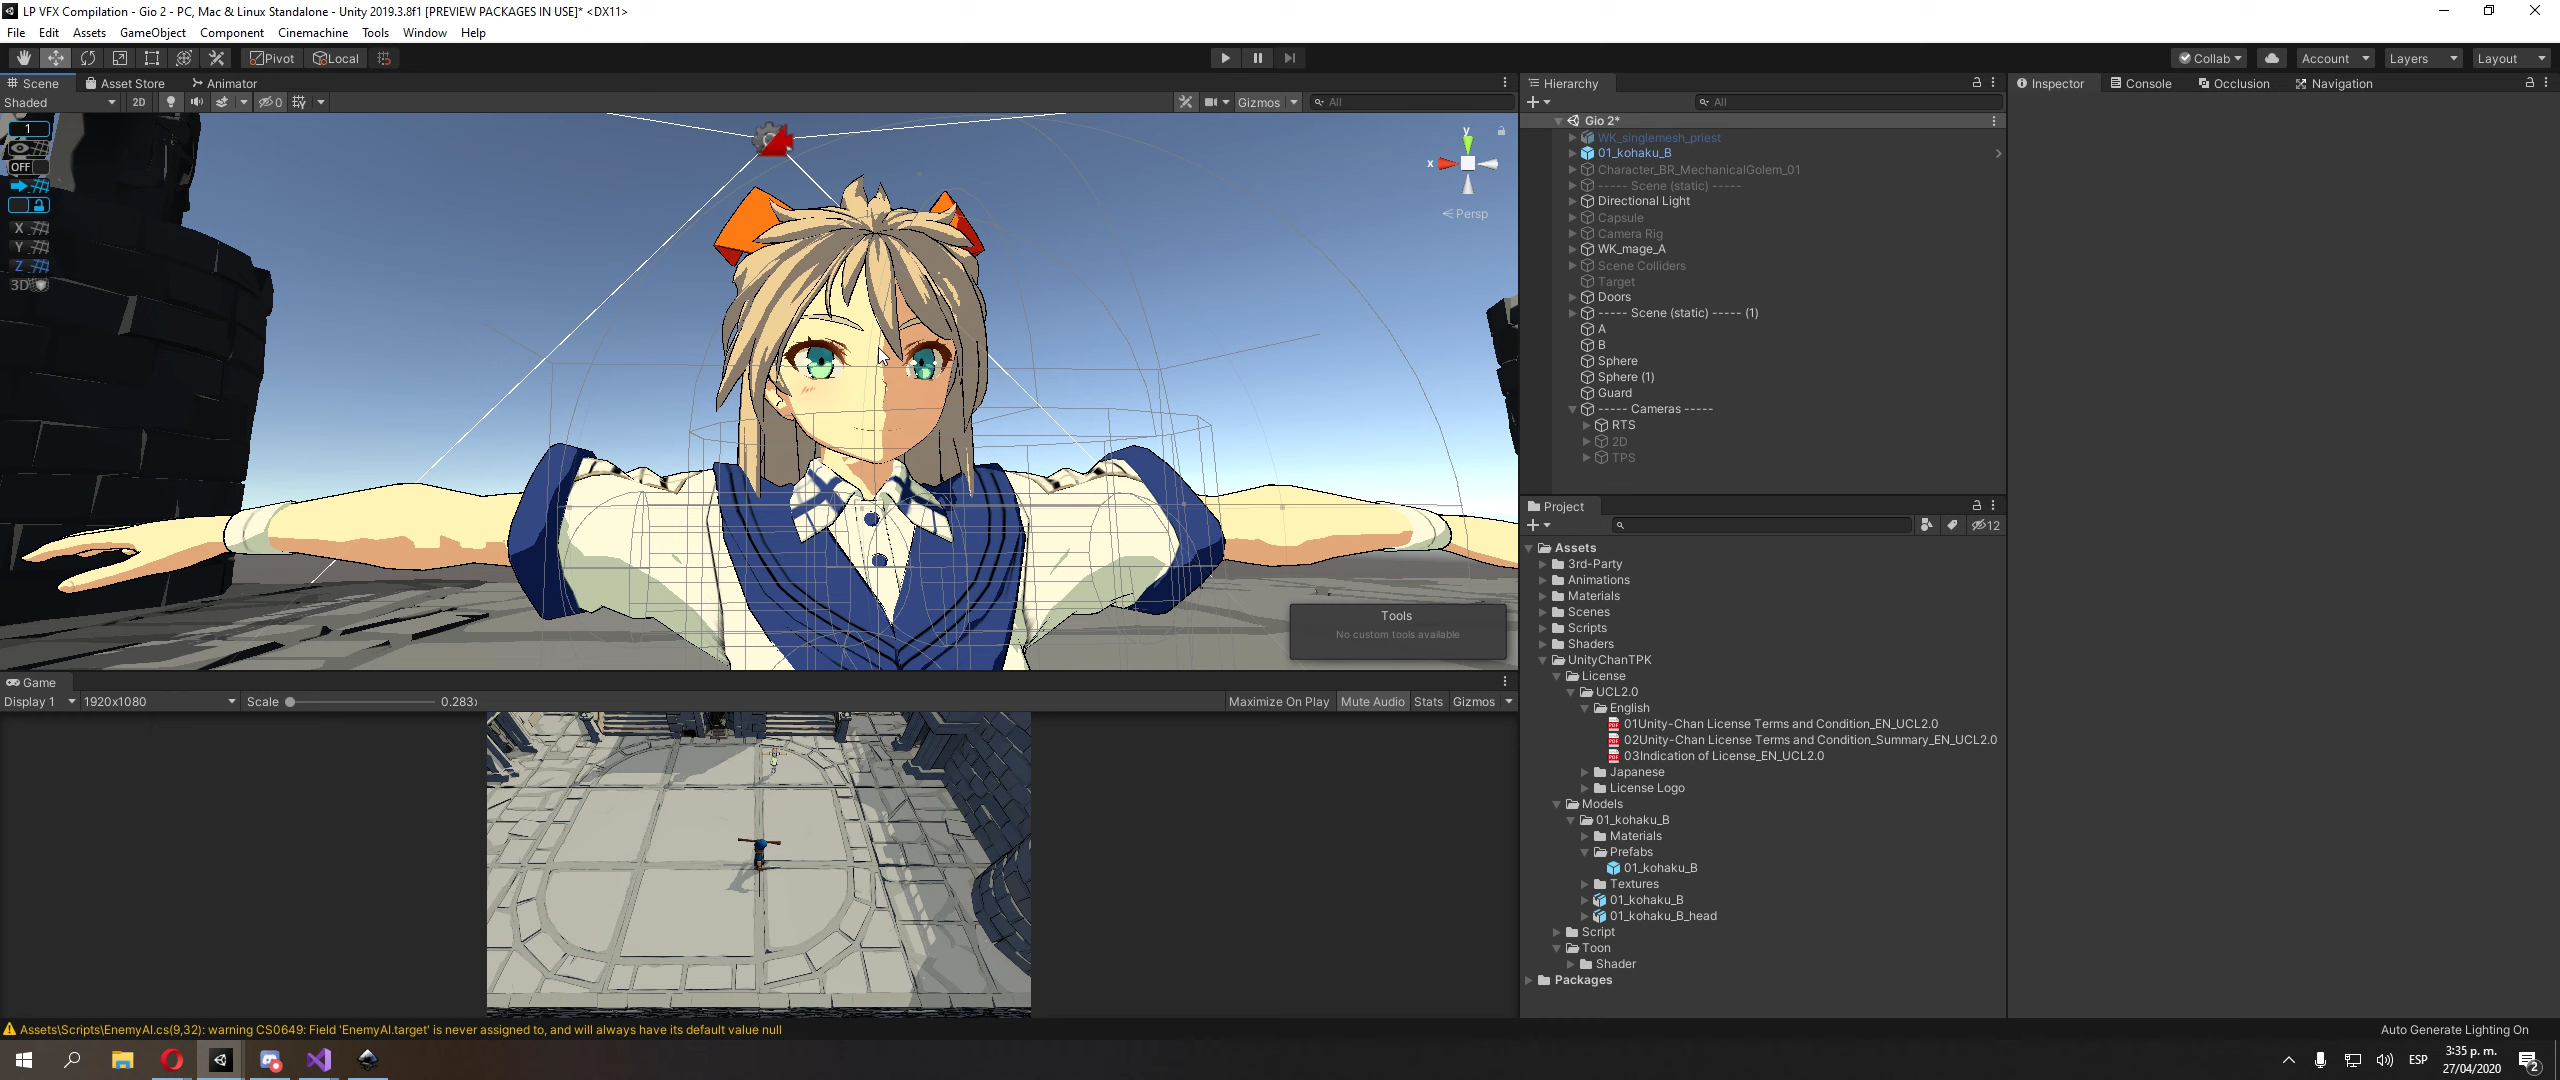 LP VFX Compilation - Gio 2 - PC, Mac & Linux Standalone - Unity 2019.3.8f1 [PREVIEW PACKAGES IN USE]* <DX11>
File Edit Assets GameObject Component Cinemachine Tools Window Help
Pivot Local
Collab Account Layers Layout
Scene Asset Store Animator
Shaded 2D 0 Gizmos All
1
OFF
X
Y
Z
3D
y
x
Persp
Tools
No custom tools available
Game
Display 1 1920x1080 Scale 0.283x Maximize On Play Mute Audio Stats Gizmos
Hierarchy
All
Gio 2*
WK_singlemesh_priest
01_kohaku_B
Character_BR_MechanicalGolem_01
----- Scene (static) -----
Directional Light
Capsule
Camera Rig
WK_mage_A
Scene Colliders
Target
Doors
----- Scene (static) ----- (1)
A
B
Sphere
Sphere (1)
Guard
----- Cameras -----
RTS
2D
TPS
Project
12
Assets
3rd-Party
Animations
Materials
Scenes
Scripts
Shaders
UnityChanTPK
License
UCL2.0
English
01Unity-Chan License Terms and Condition_EN_UCL2.0
02Unity-Chan License Terms and Condition_Summary_EN_UCL2.0
03Indication of License_EN_UCL2.0
Japanese
License Logo
Models
01_kohaku_B
Materials
Prefabs
01_kohaku_B
Textures
01_kohaku_B
01_kohaku_B_head
Script
Toon
Shader
Packages
Inspector Console Occlusion Navigation
Assets\Scripts\EnemyAI.cs(9,32): warning CS0649: Field 'EnemyAI.target' is never assigned to, and will always have its default value null
Auto Generate Lighting On
ESP
3:35 p. m.
27/04/2020
2